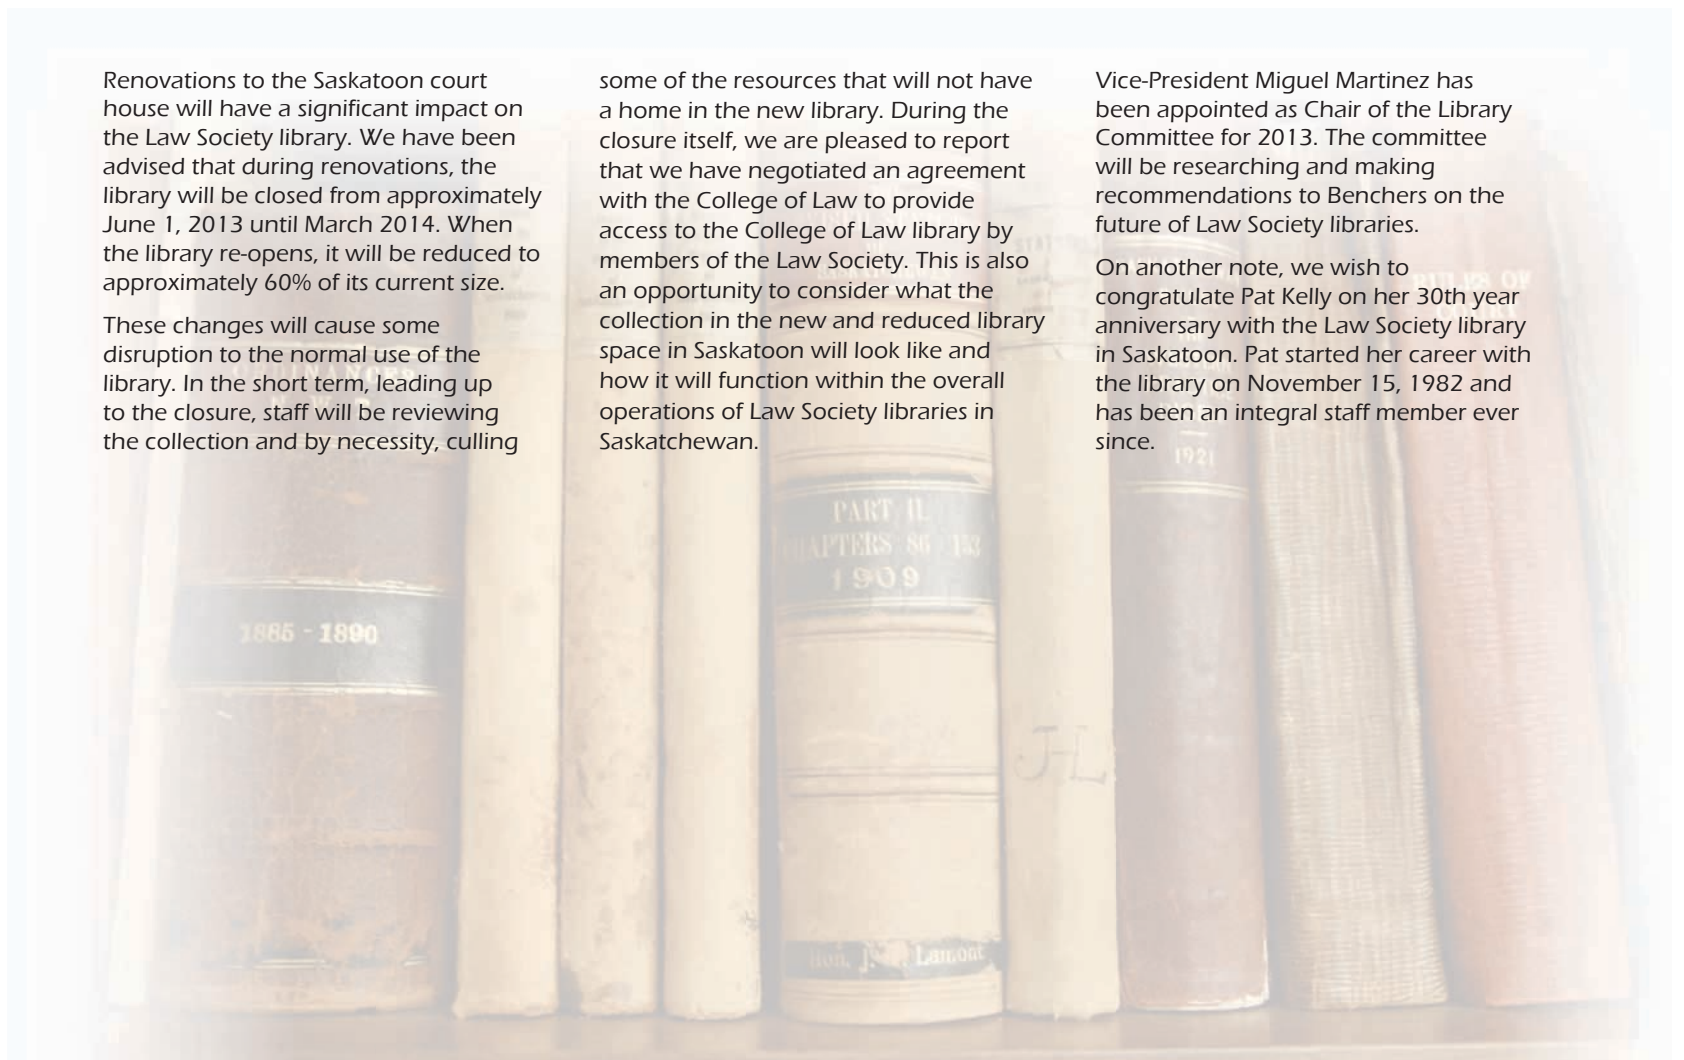 Renovations to the Saskatoon court
house will have a significant impact on
the Law Society library. We have been
advised that during renovations, the
library will be closed from approximately
June 1, 2013 until March 2014. When
the library re-opens, it will be reduced to
approximately 60% of its current size.
These changes will cause some
disruption to the normal use of the
library. In the short term, leading up
to the closure, staff will be reviewing
the collection and by necessity, culling
some of the resources that will not have
a home in the new library. During the
closure itself, we are pleased to report
that we have negotiated an agreement
with the College of Law to provide
access to the College of Law library by
members of the Law Society. This is also
an opportunity to consider what the
collection in the new and reduced library
space in Saskatoon will look like and
how it will function within the overall
operations of Law Society libraries in
Saskatchewan.
Vice-President Miguel Martinez has
been appointed as Chair of the Library
Committee for 2013. The committee
will be researching and making
recommendations to Benchers on the
future of Law Society libraries.
On another note, we wish to
congratulate Pat Kelly on her 30th year
anniversary with the Law Society library
in Saskatoon. Pat started her career with
the library on November 15, 1982 and
has been an integral staff member ever
since.
ORDINANCES
1885 - 1890
PART II.
CHAPTERS 86 153
1909
Hon. J. Lamont
J-L
1921
RULES OF
COURT